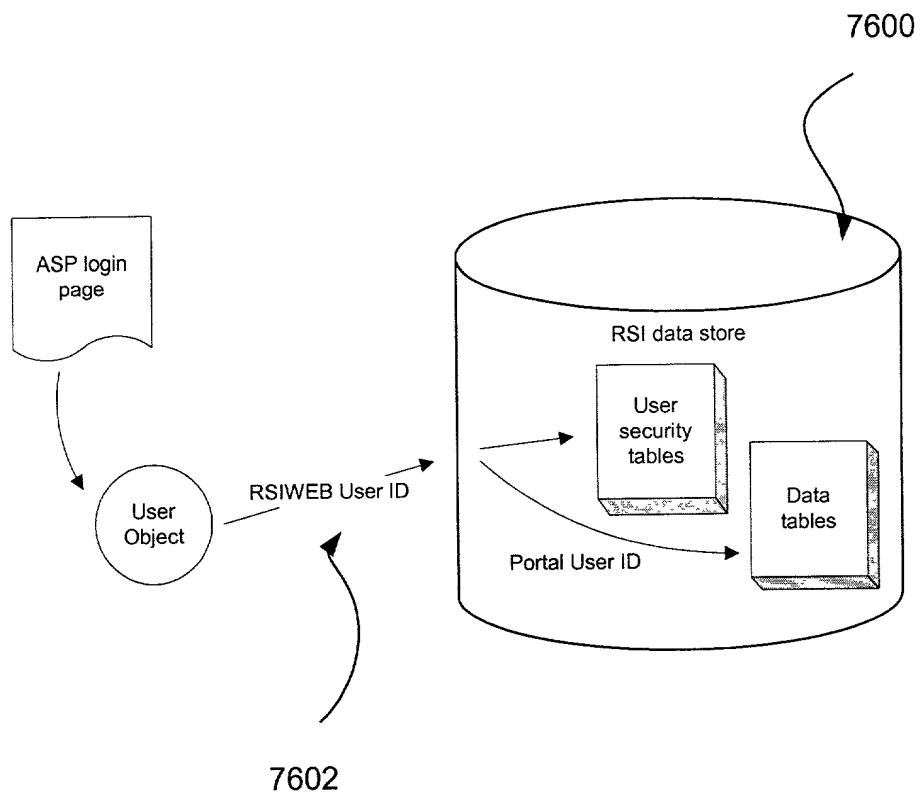 7600
ASP login
page
RSI data store
User
security
tables
RSIWEB User ID
User
Object
Data
tables
Portal User ID
7602